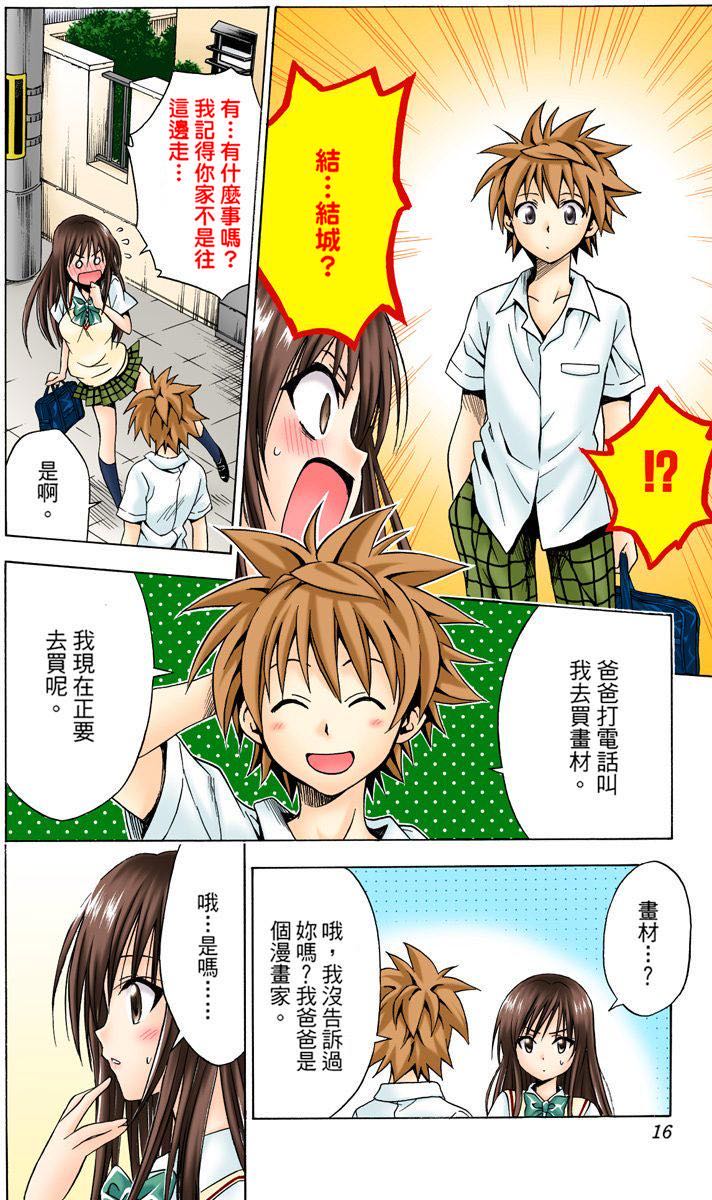 結…結城？
!?
有…有什麼事嗎？
我記得你家不是往
這邊走…
是啊。
爸爸打電話叫
我去買畫材。
我現在正要
去買呢。
畫材…？
哦，我沒告訴過
妳嗎？我爸爸是
個漫畫家。
哦…是嗎……
16